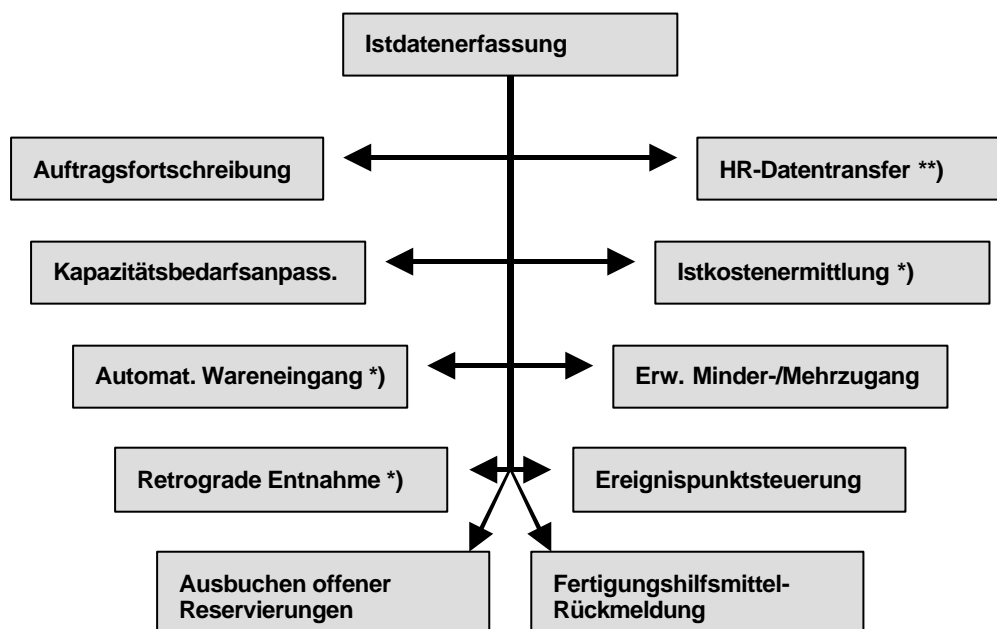 Istdatenerfassung
Auftragsfortschreibung
HR-Datentransfer **)
Kapazitätsbedarfsanpass.
Istkostenermittlung *)
Automat. Wareneingang *)
Erw. Minder-/Mehrzugang
Retrograde Entnahme *)
Ereignispunktsteuerung
Ausbuchen offener
Reservierungen
Fertigungshilfsmittel-
Rückmeldung